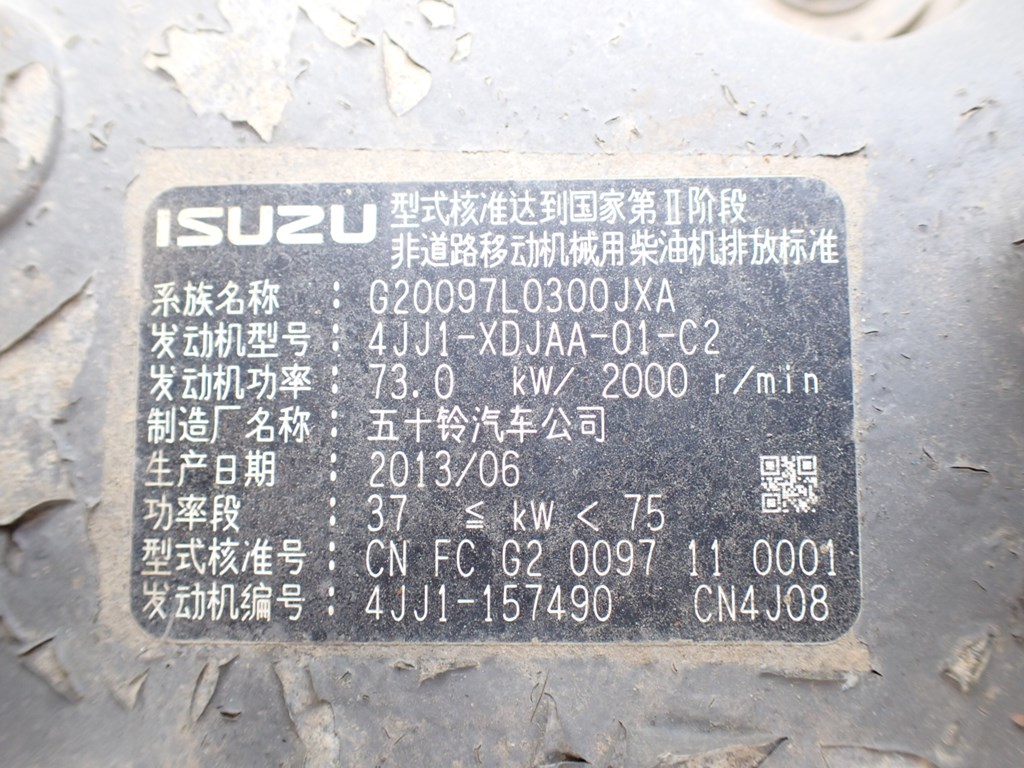 ISUZU 型式核准达到国家第Ⅱ阶段
非道路移动机械用柴油机排放标准
系族名称 : G20097L0300JXA
发动机型号 : 4JJ1-XDJAA-01-C2
发动机功率 : 73.0 kW/ 2000 r/min
制造厂名称 : 五十铃汽车公司
生产日期 : 2013/06
功率段 : 37 ≦ kW < 75
型式核准号 : CN FC G2 0097 11 0001
发动机编号 : 4JJ1-157490 CN4J08